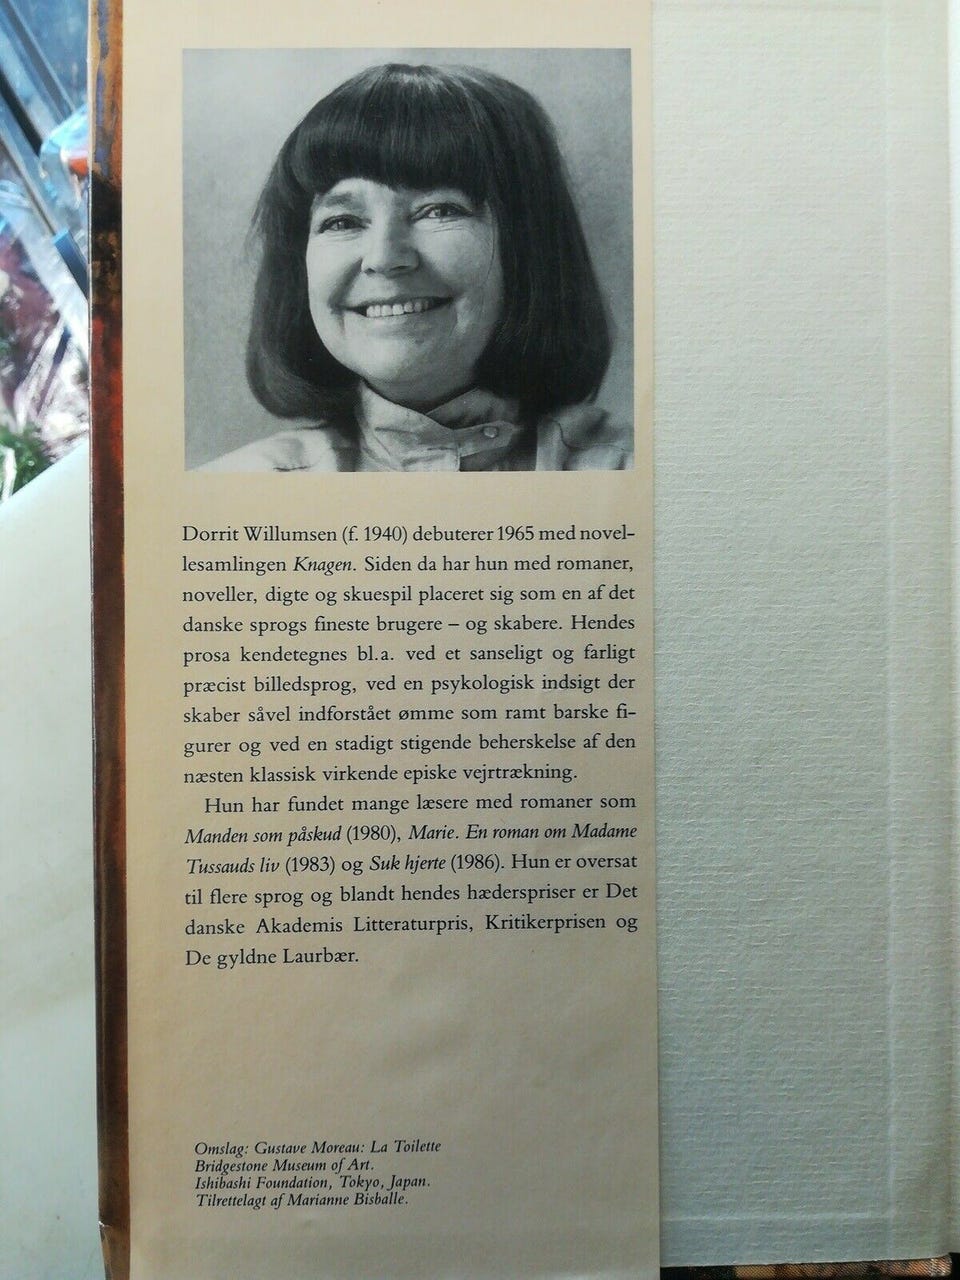 Dorrit Willumsen (f. 1940) debuterer 1965 med novel-
lesamlingen Knagen. Siden da har hun med romaner,
noveller, digte og skuespil placeret sig som en af det
danske sprogs fineste brugere – og skabere. Hendes
prosa kendetegnes bl.a. ved et sanseligt og farligt
præcist billedsprog, ved en psykologisk indsigt der
skaber såvel indforstået ømme som ramt barske fi-
gurer og ved en stadigt stigende beherskelse af den
næsten klassisk virkende episke vejrtrækning.
Hun har fundet mange læsere med romaner som
Manden som påskud (1980), Marie. En roman om Madame
Tussauds liv (1983) og Suk hjerte (1986). Hun er oversat
til flere sprog og blandt hendes hæderspriser er Det
danske Akademis Litteraturpris, Kritikerprisen og
De gyldne Laurbær.
Omslag: Gustave Moreau: La Toilette
Bridgestone Museum of Art.
Ishibashi Foundation, Tokyo, Japan.
Tilrettelagt af Marianne Bisballe.